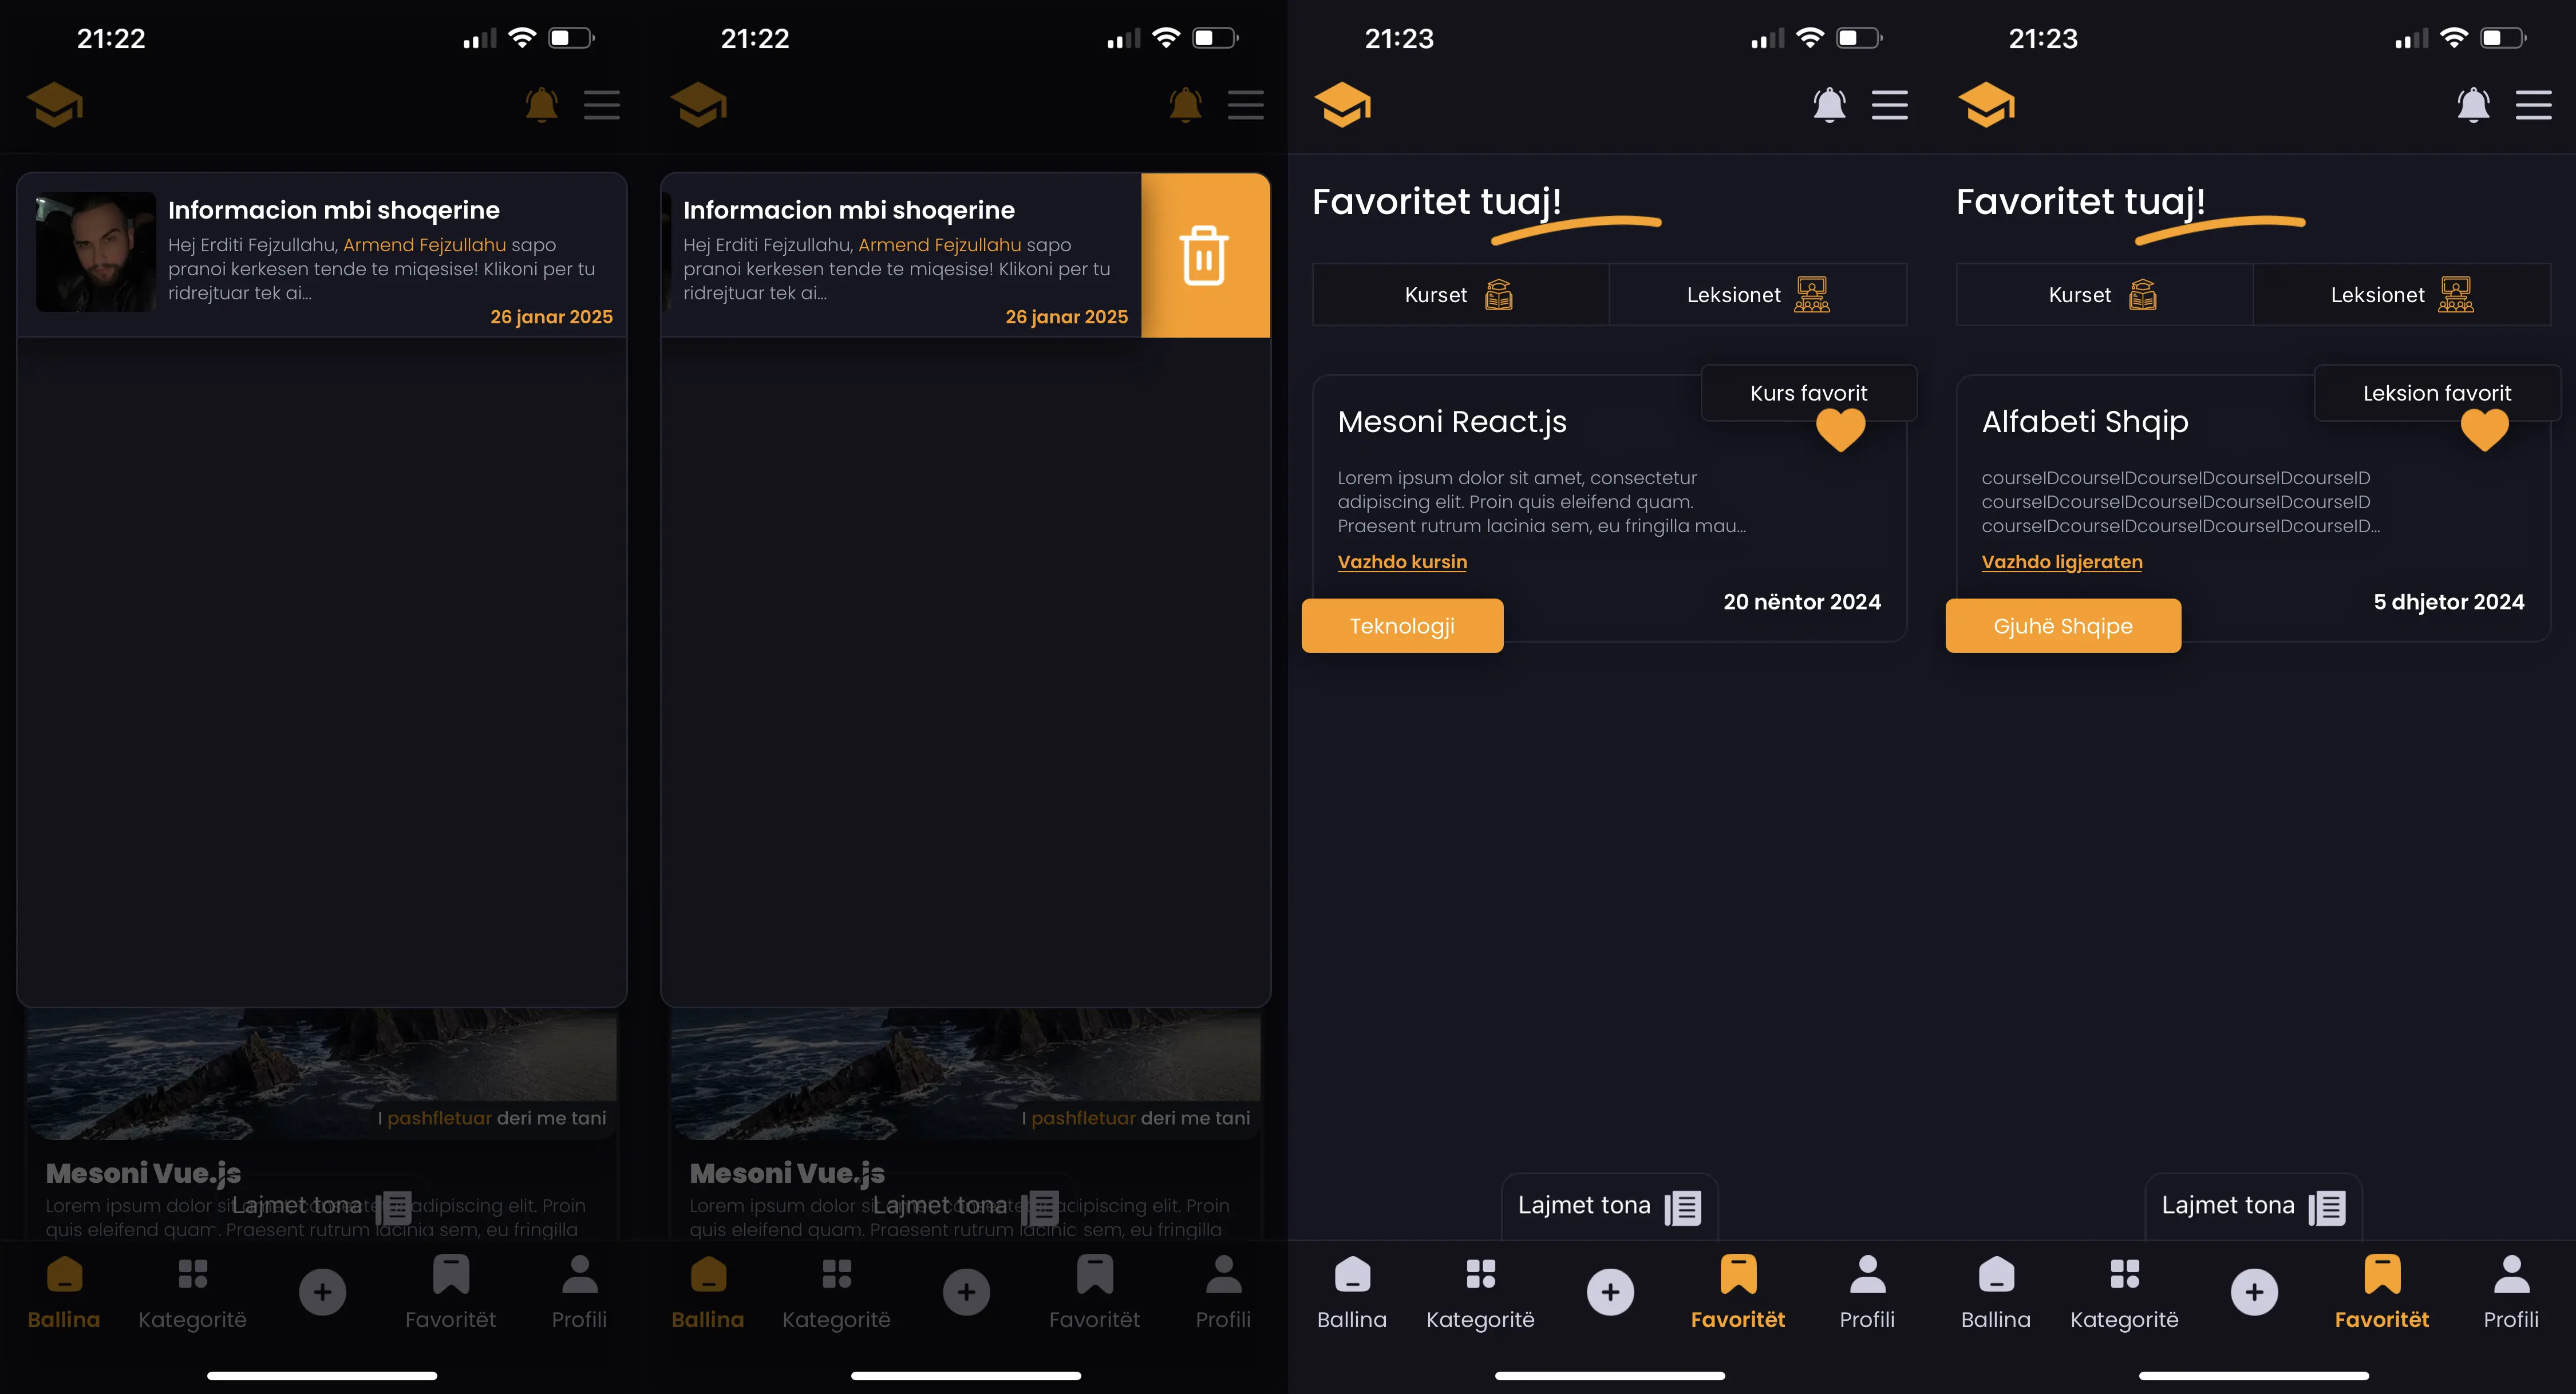 21:22
Informacion mbi shoqerine
Hej Erditi Fejzullahu, Armend Fejzullahu sapo
pranoi kerkesen tende te miqesise! Klikoni per tu
ridrejtuar tek ai...
26 janar 2025
I pashfletuar deri me tani
Mesoni Vue.js
Lorem ipsum dolor sit amet, consectetur adipiscing elit. Proin
quis eleifend quam. Praesent rutrum lacinia sem, eu fringilla
Lajmet tona
Ballina
Kategoritë
Favoritët
Profili
21:22
Informacion mbi shoqerine
Hej Erditi Fejzullahu, Armend Fejzullahu sapo
pranoi kerkesen tende te miqesise! Klikoni per tu
ridrejtuar tek ai...
26 janar 2025
I pashfletuar deri me tani
Mesoni Vue.js
Lorem ipsum dolor sit amet, consectetur adipiscing elit. Proin
quis eleifend quam. Praesent rutrum lacinia sem, eu fringilla
Lajmet tona
Ballina
Kategoritë
Favoritët
Profili
21:23
Favoritet tuaj!
Kurset
Leksionet
Kurs favorit
Mesoni React.js
Lorem ipsum dolor sit amet, consectetur
adipiscing elit. Proin quis eleifend quam.
Praesent rutrum lacinia sem, eu fringilla mau...
Vazhdo kursin
20 nëntor 2024
Teknologji
Lajmet tona
Ballina
Kategoritë
Favoritët
Profili
21:23
Favoritet tuaj!
Kurset
Leksionet
Leksion favorit
Alfabeti Shqip
courseIDcourseIDcourseIDcourseIDcourseID
courseIDcourseIDcourseIDcourseIDcourseID
courseIDcourseIDcourseIDcourseIDcourseID...
Vazhdo ligjeraten
5 dhjetor 2024
Gjuhë Shqipe
Lajmet tona
Ballina
Kategoritë
Favoritët
Profili